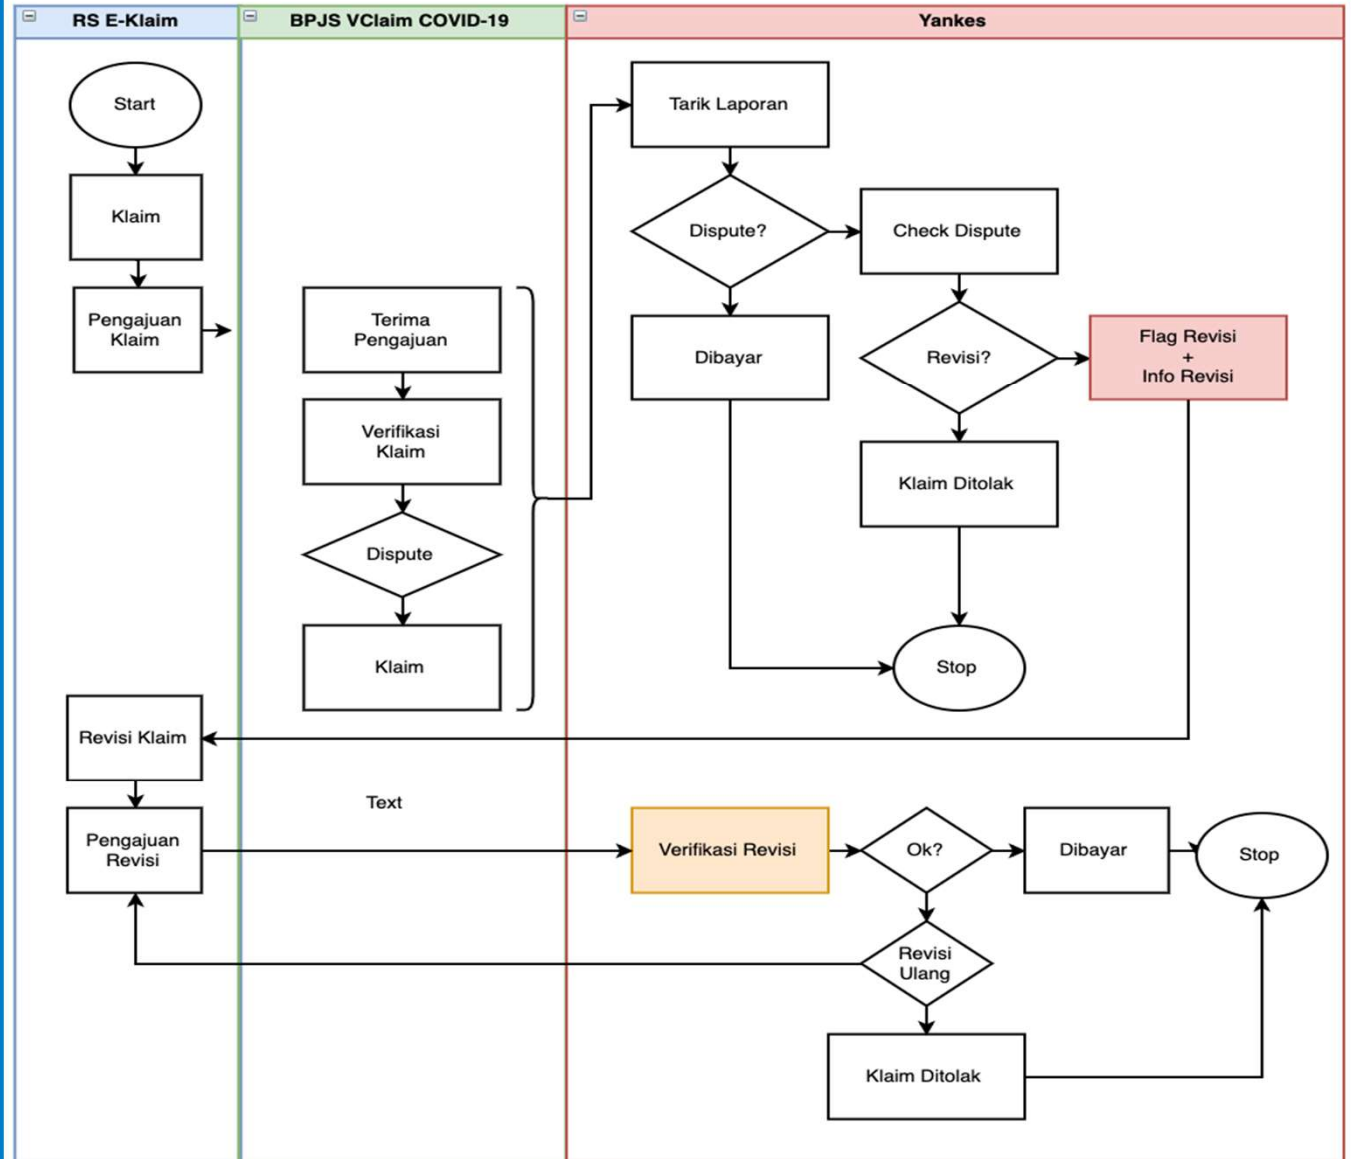 RS E-Klaim
BPJS VClaim COVID-19
Yankes
Start
Klaim
Pengajuan
Klaim
Terima
Pengajuan
Verifikasi
Klaim
Dispute
Klaim
Tarik Laporan
Dispute?
Check Dispute
Dibayar
Revisi?
Flag Revisi
+
Info Revisi
Klaim Ditolak
Stop
Revisi Klaim
Text
Pengajuan
Revisi
Verifikasi Revisi
Ok?
Dibayar
Stop
Revisi
Ulang
Klaim Ditolak